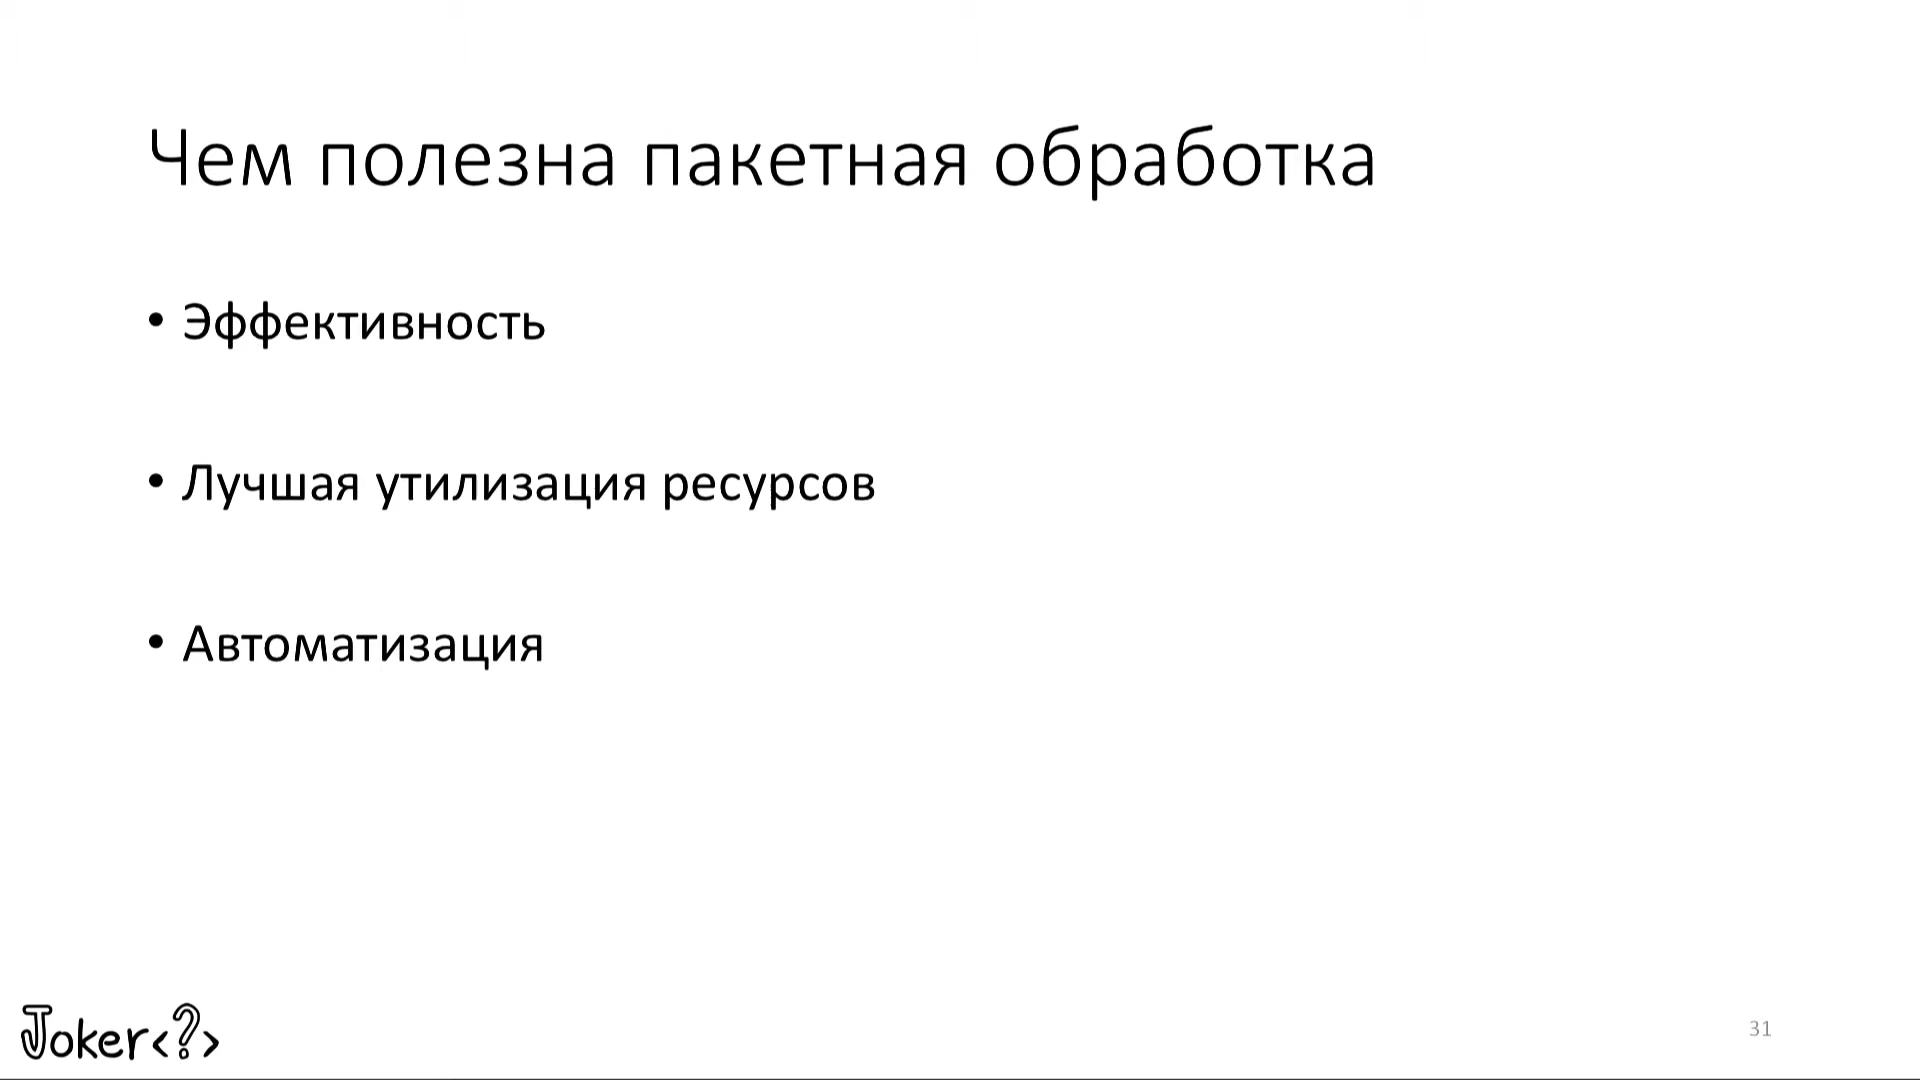 Чем полезна пакетная обработка
• Эффективность
• Лучшая утилизация ресурсов
• Автоматизация
Joker<?>
31